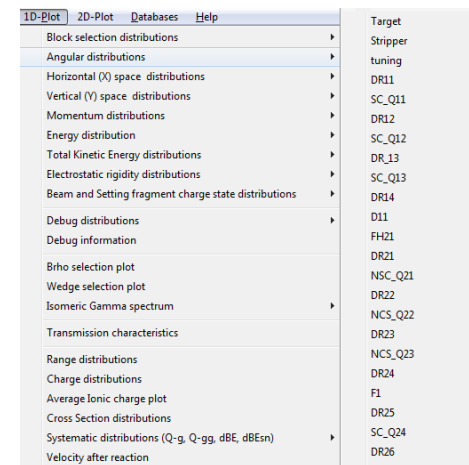 1D-Plot 2D-Plot Databases Help
Block selection distributions
Angular distributions
Horizontal (X) space distributions
Vertical (Y) space distributions
Momentum distributions
Energy distribution
Total Kinetic Energy distributions
Electrostatic rigidity distributions
Beam and Setting fragment charge state distributions
Debug distributions
Debug information
Brho selection plot
Wedge selection plot
Isomeric Gamma spectrum
Transmission characteristics
Range distributions
Charge distributions
Average Ionic charge plot
Cross Section distributions
Systematic distributions (Q-g, Q-gg, dBE, dBEsn)
Velocity after reaction
Target
Stripper
tuning
DR11
SC_Q11
DR12
SC_Q12
DR_13
SC_Q13
DR14
D11
FH21
DR21
NSC_Q21
DR22
NCS_Q22
DR23
NCS_Q23
DR24
F1
DR25
SC_Q24
DR26